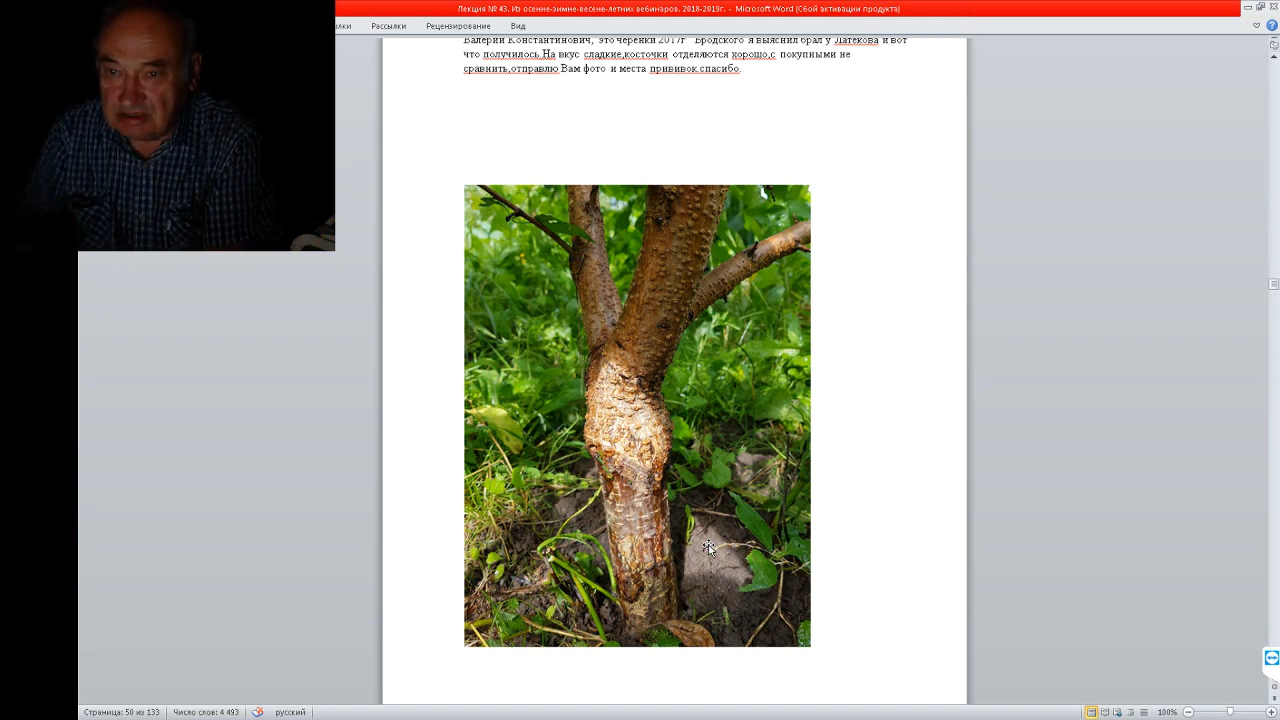 Лекция № 43. Из осенне-зимне-весене-летних вебинаров. 2018-2019г. - Microsoft Word (Сбой активации продукта)
Рассылки Рецензирование Вид
Валерий Константинович, это черенки 2017г Бродского я выяснил брал у Латекова и вот
что получилось.На вкус сладкие,косточки отделяются хорошо,с покупными не
сравнить,отправлю Вам фото и места прививок.спасибо.
Страница: 50 из 133 Число слов: 4 493 русский 100%